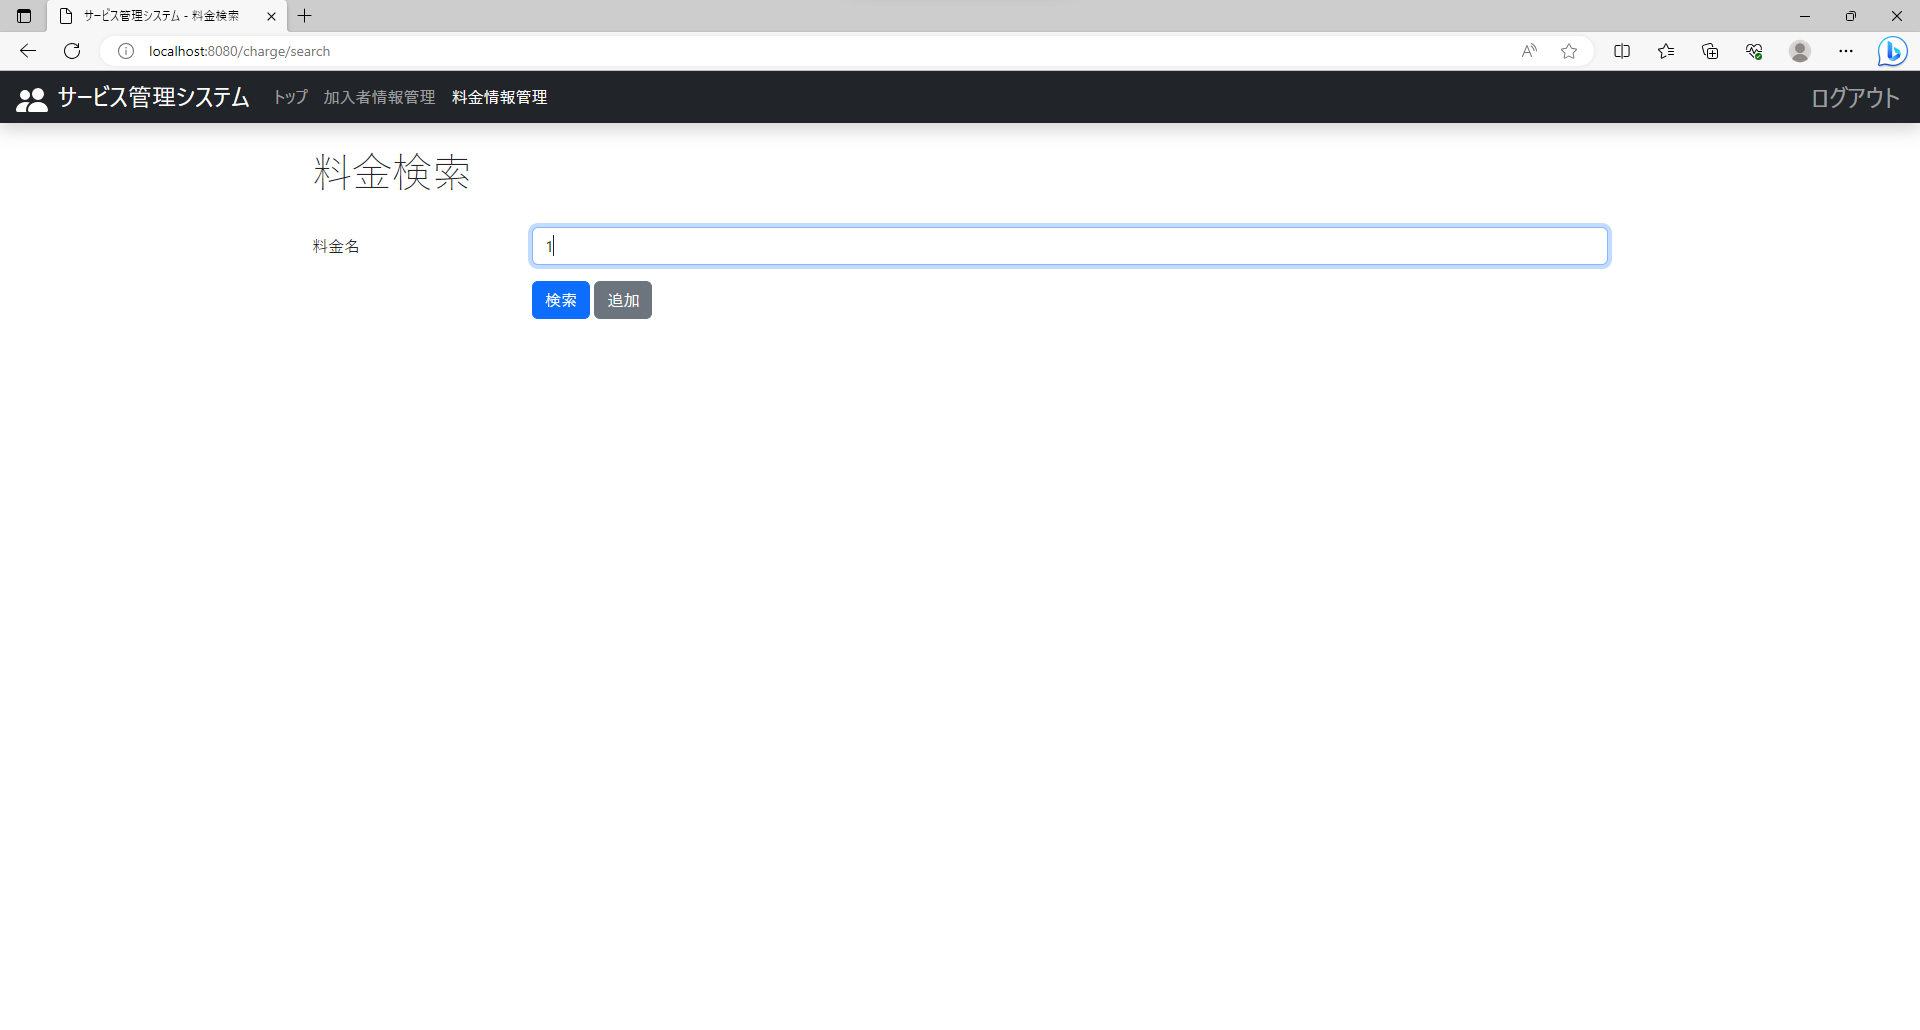 サービス管理システム - 料金検索
localhost:8080/charge/search
サービス管理システム トップ 加入者情報管理 料金情報管理 ログアウト
料金検索
料金名 1
検索 追加